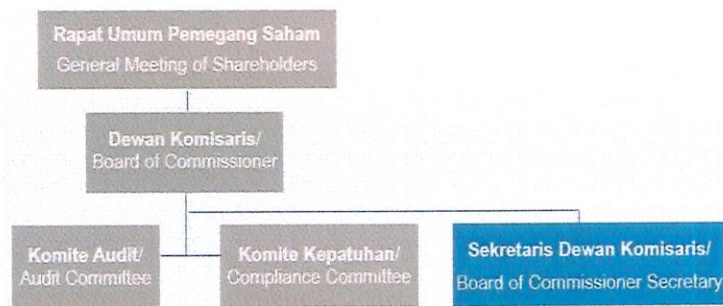 Rapat Umum Pemegang Saham
General Meeting of Shareholders
Dewan Komisaris/
Board of Commissioner
Komite Audit/
Audit Committee
Komite Kepatuhan/
Compliance Committee
Sekretaris Dewan Komisaris/
Board of Commissioner Secretary